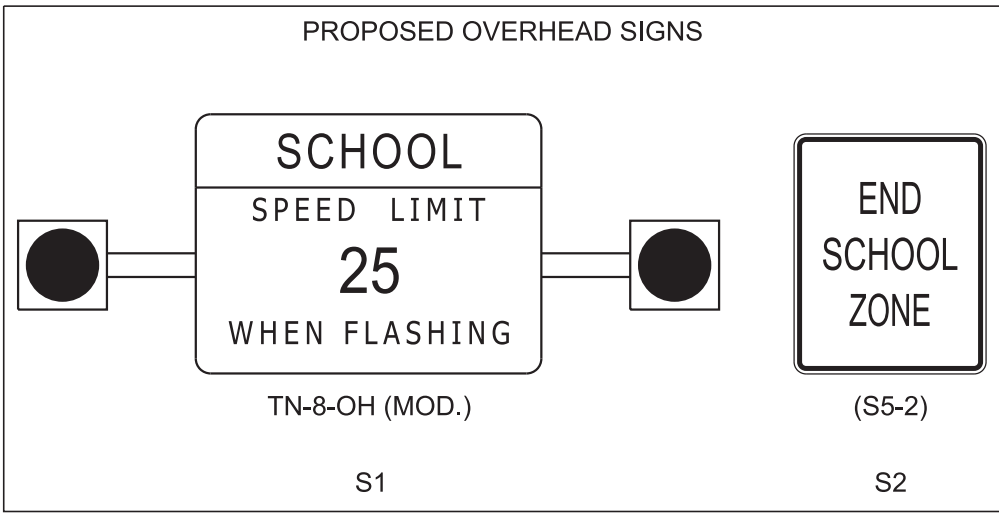 PROPOSED OVERHEAD SIGNS
SCHOOL
SPEED LIMIT
25
WHEN FLASHING
TN-8-OH (MOD.)
S1
END
SCHOOL
ZONE
(S5-2)
S2